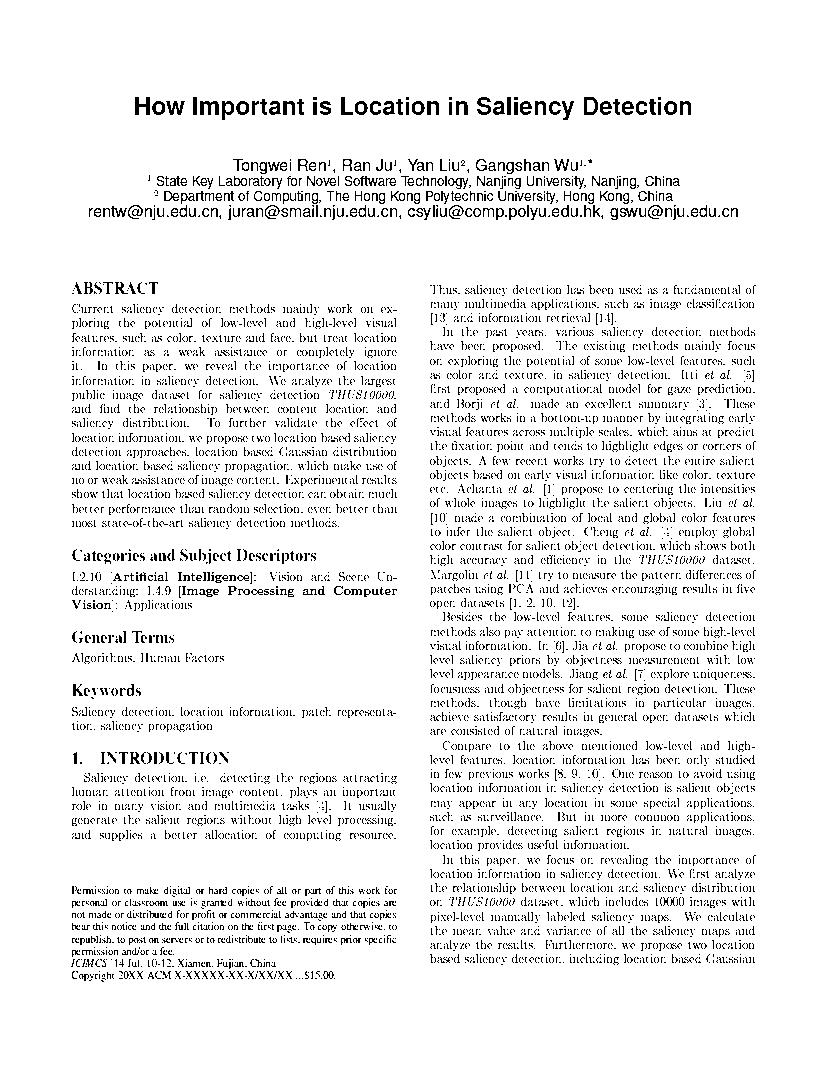 How Important is Location in Saliency Detection
Tongwei Ren¹, Ran Ju¹, Yan Liu², Gangshan Wu¹,*
¹ State Key Laboratory for Novel Software Technology, Nanjing University, Nanjing, China
² Department of Computing, The Hong Kong Polytechnic University, Hong Kong, China
rentw@nju.edu.cn, juran@smail.nju.edu.cn, csyliu@comp.polyu.edu.hk, gswu@nju.edu.cn
ABSTRACT
Current saliency detection methods mainly work on ex-
ploring the potential of low-level and high-level visual
features, such as color, texture and face, but treat location
information as a weak assistance or completely ignore
it. In this paper, we reveal the importance of location
information in saliency detection. We analyze the largest
public image dataset for saliency detection THUS10000,
and find the relationship between content location and
saliency distribution. To further validate the effect of
location information, we propose two location based saliency
detection approaches, location based Gaussian distribution
and location based saliency propagation, which make use of
no or weak assistance of image content. Experimental results
show that location based saliency detection can obtain much
better performance than random selection, even better than
most state-of-the-art saliency detection methods.
Categories and Subject Descriptors
I.2.10 [Artificial Intelligence]: Vision and Scene Un-
derstanding; I.4.9 [Image Processing and Computer
Vision]: Applications
General Terms
Algorithms, Human Factors
Keywords
Saliency detection, location information, patch representa-
tion, saliency propagation
1. INTRODUCTION
Saliency detection, i.e. detecting the regions attracting
human attention from image content, plays an important
role in many vision and multimedia tasks [4]. It usually
generate the salient regions without high level processing,
and supplies a better allocation of computing resource.
Permission to make digital or hard copies of all or part of this work for
personal or classroom use is granted without fee provided that copies are
not made or distributed for profit or commercial advantage and that copies
bear this notice and the full citation on the first page. To copy otherwise, to
republish, to post on servers or to redistribute to lists, requires prior specific
permission and/or a fee.
ICIMCS '14 Jul. 10-12, Xiamen, Fujian, China
Copyright 20XX ACM X-XXXXX-XX-X/XX/XX ...$15.00.
Thus, saliency detection has been used as a fundamental of
many multimedia applications, such as image classification
[13] and information retrieval [14].
In the past years, various saliency detection methods
have been proposed. The existing methods mainly focus
on exploring the potential of some low-level features, such
as color and texture, in saliency detection. Itti et al. [5]
first proposed a computational model for gaze prediction,
and Borji et al. made an excellent summary [3]. These
methods works in a bottom-up manner by integrating early
visual features across multiple scales, which aims at predict
the fixation point and tends to highlight edges or corners of
objects. A few recent works try to detect the entire salient
objects based on early visual information like color, texture
etc. Achanta et al. [1] propose to centering the intensities
of whole images to highlight the salient objects. Liu et al.
[10] made a combination of local and global color features
to infer the salient object. Cheng et al. [4] employ global
color contrast for salient object detection, which shows both
high accuracy and efficiency in the THUS10000 dataset.
Margolin et al. [11] try to measure the pattern differences of
patches using PCA and achieves encouraging results in five
open datasets [1, 2, 10, 12].
Besides the low-level features, some saliency detection
methods also pay attention to making use of some high-level
visual information. In [6], Jia et al. propose to combine high
level saliency priors by objectness measurement with low
level appearance models. Jiang et al. [7] explore uniqueness,
focusness and objectness for salient region detection. These
methods, though have limitations in particular images,
achieve satisfactory results in general open datasets which
are consisted of natural images.
Compare to the above mentioned low-level and high-
level features, location information has been only studied
in few previous works [8, 9, 10]. One reason to avoid using
location information in saliency detection is salient objects
may appear in any location in some special applications,
such as surveillance. But in more common applications,
for example, detecting salient regions in natural images,
location provides useful information.
In this paper, we focus on revealing the importance of
location information in saliency detection. We first analyze
the relationship between location and saliency distribution
on THUS10000 dataset, which includes 10000 images with
pixel-level manually labeled saliency maps. We calculate
the mean value and variance of all the saliency maps and
analyze the results. Furthermore, we propose two location
based saliency detection, including location based Gaussian